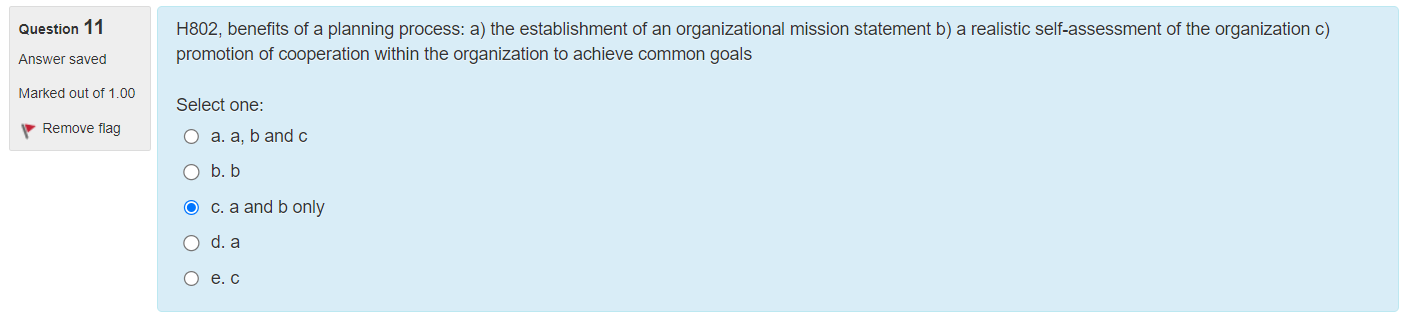 Question 11
Answer saved
Marked out of 1.00
Remove flag
H802, benefits of a planning process: a) the establishment of an organizational mission statement b) a realistic self-assessment of the organization c)
promotion of cooperation within the organization to achieve common goals
Select one:
a. a, b and c
b. b
c. a and b only
d. a
e. c